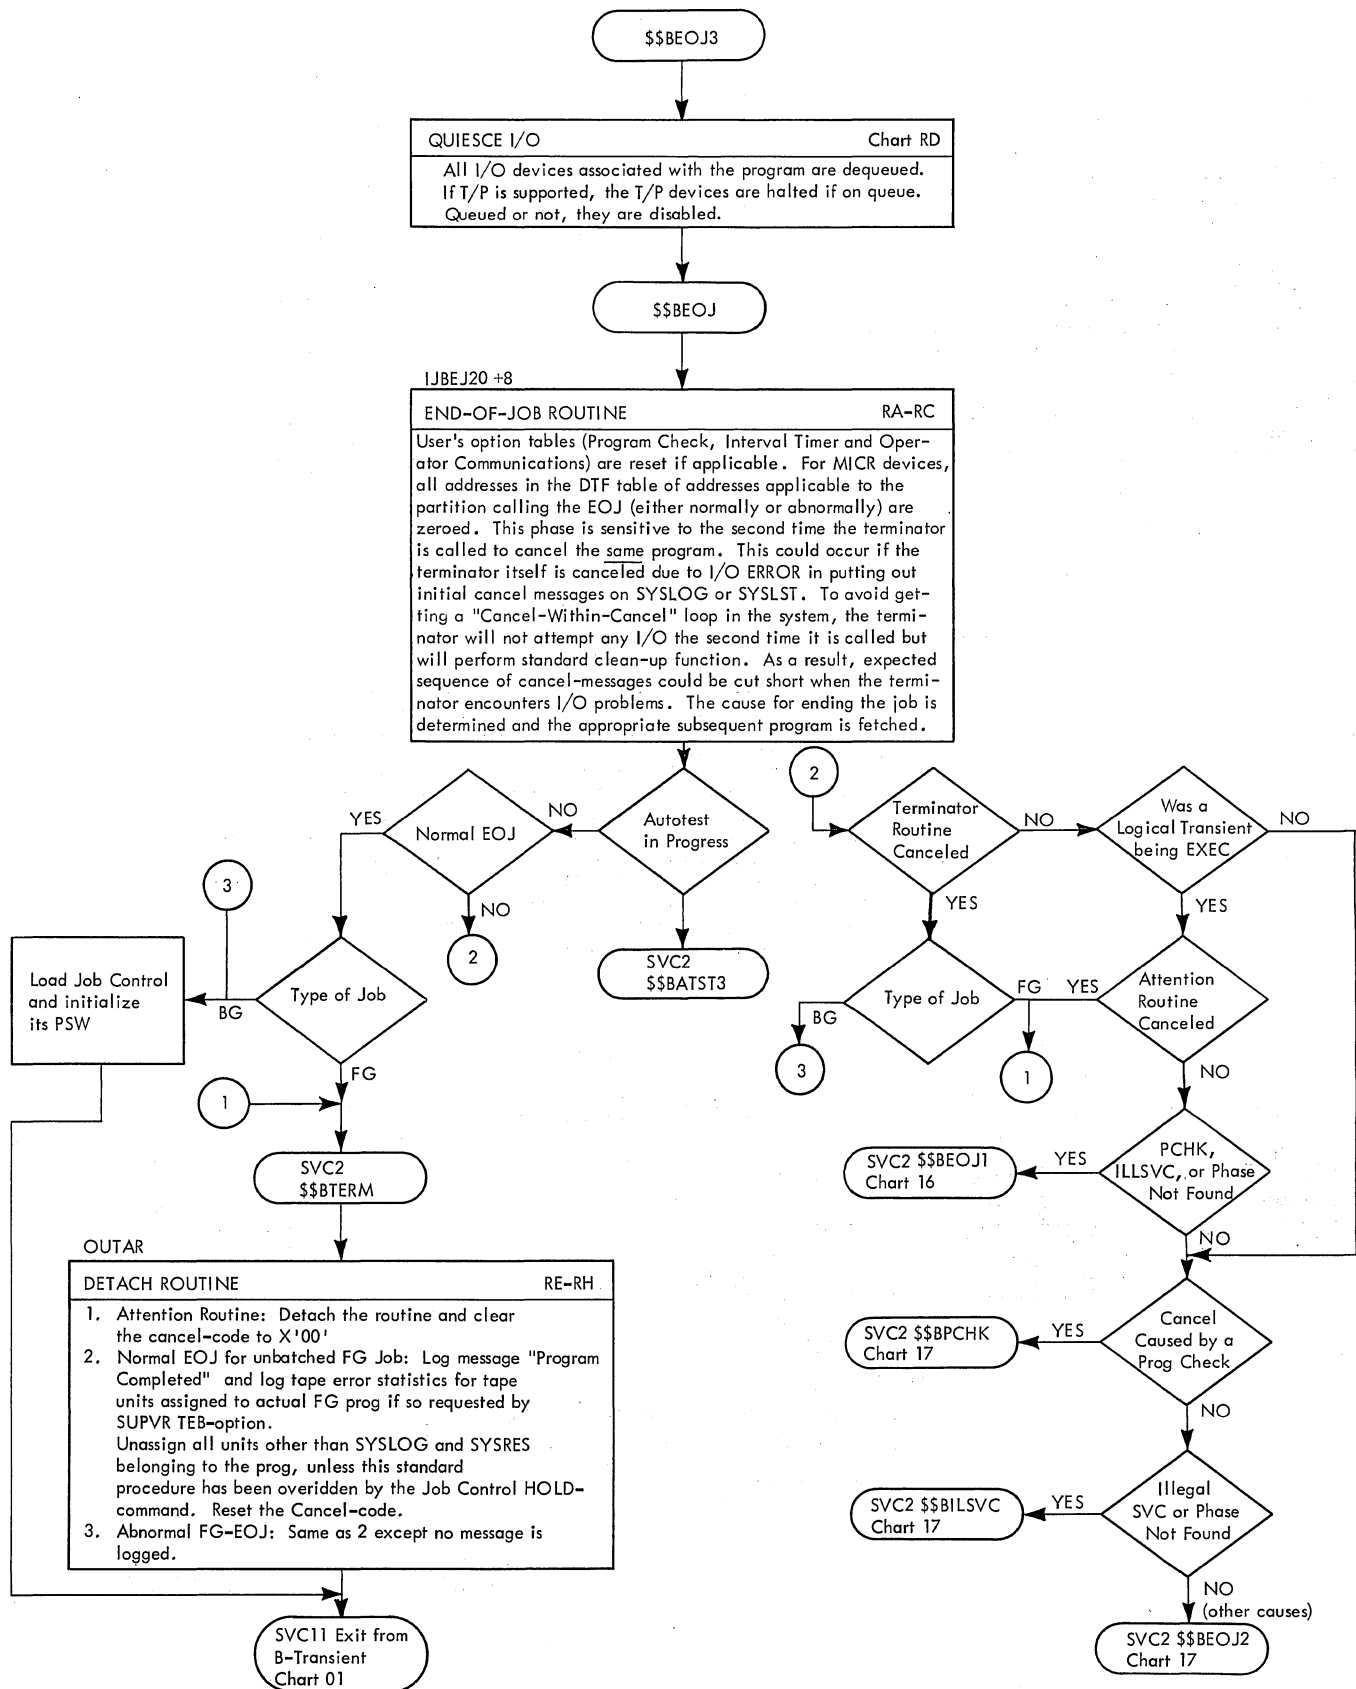 $$BEOJ3
QUIESCE I/O Chart RD
All I/O devices associated with the program are dequeued.
If T/P is supported, the T/P devices are halted if on queue.
Queued or not, they are disabled.
$$BEOJ
IJBEJ20 +8
END-OF-JOB ROUTINE RA-RC
User's option tables (Program Check, Interval Timer and Oper-
ator Communications) are reset if applicable. For MICR devices,
all addresses in the DTF table of addresses applicable to the
partition calling the EOJ (either normally or abnormally) are
zeroed. This phase is sensitive to the second time the terminator
is called to cancel the same program. This could occur if the
terminator itself is canceled due to I/O ERROR in putting out
initial cancel messages on SYSLOG or SYSLST. To avoid get-
ting a "Cancel-Within-Cancel" loop in the system, the termi-
nator will not attempt any I/O the second time it is called but
will perform standard clean-up function. As a result, expected
sequence of cancel-messages could be cut short when the termi-
nator encounters I/O problems. The cause for ending the job is
determined and the appropriate subsequent program is fetched.
Autotest
in Progress
NO
SVC2
$$BATST3
Normal EOJ
YES
NO
2
3
Type of Job
BG
FG
Load Job Control
and initialize
its PSW
1
SVC2
$$BTERM
OUTAR
DETACH ROUTINE RE-RH
1. Attention Routine: Detach the routine and clear
the cancel-code to X'00'
2. Normal EOJ for unbatched FG Job: Log message "Program
Completed" and log tape error statistics for tape
units assigned to actual FG prog if so requested by
SUPVR TEB-option.
Unassign all units other than SYSLOG and SYSRES
belonging to the prog, unless this standard
procedure has been overidden by the Job Control HOLD-
command. Reset the Cancel-code.
3. Abnormal FG-EOJ: Same as 2 except no message is
logged.
SVC11 Exit from
B-Transient
Chart 01
2
Terminator
Routine
Canceled
NO
YES
Was a
Logical Transient
being EXEC
NO
YES
Type of Job
BG
FG
3
1
Attention
Routine
Canceled
YES
NO
PCHK,
ILLSVC, or Phase
Not Found
YES
NO
SVC2 $$BEOJ1
Chart 16
Cancel
Caused by a
Prog Check
YES
NO
SVC2 $$BPCHK
Chart 17
Illegal
SVC or Phase
Not Found
YES
SVC2 $$BILSVC
Chart 17
NO
(other causes)
SVC2 $$BEOJ2
Chart 17